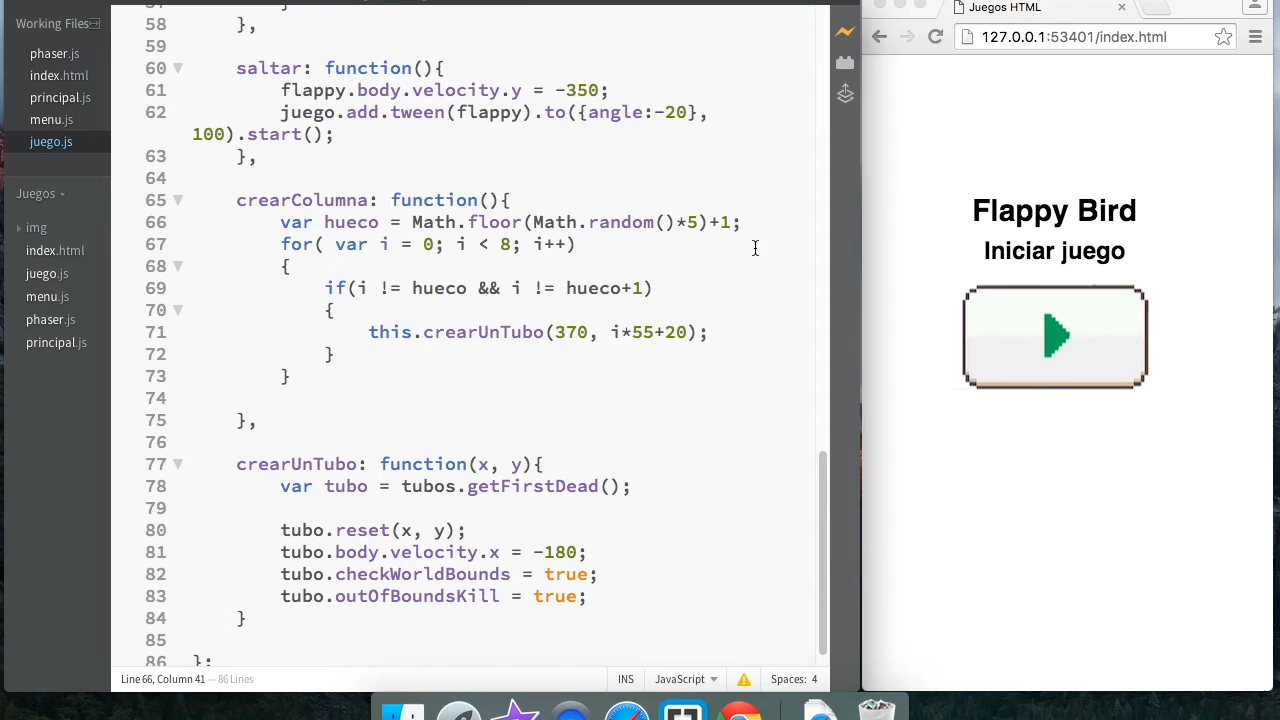 Working Files
phaser.js
index.html
principal.js
menu.js
juego.js
Juegos
img
index.html
juego.js
menu.js
phaser.js
principal.js
58 },
59
60 saltar: function(){
61 flappy.body.velocity.y = -350;
62 juego.add.tween(flappy).to({angle:-20},
100).start();
63 },
64
65 crearColumna: function(){
66 var hueco = Math.floor(Math.random()*5)+1;
67 for( var i = 0; i < 8; i++)
68 {
69 if(i != hueco && i != hueco+1)
70 {
71 this.crearUnTubo(370, i*55+20);
72 }
73 }
74
75 },
76
77 crearUnTubo: function(x, y){
78 var tubo = tubos.getFirstDead();
79
80 tubo.reset(x, y);
81 tubo.body.velocity.x = -180;
82 tubo.checkWorldBounds = true;
83 tubo.outOfBoundsKill = true;
84 }
85
86 };
Line 66, Column 41 — 86 Lines
INS
JavaScript
Spaces: 4
Juegos HTML
127.0.0.1:53401/index.html
Flappy Bird
Iniciar juego